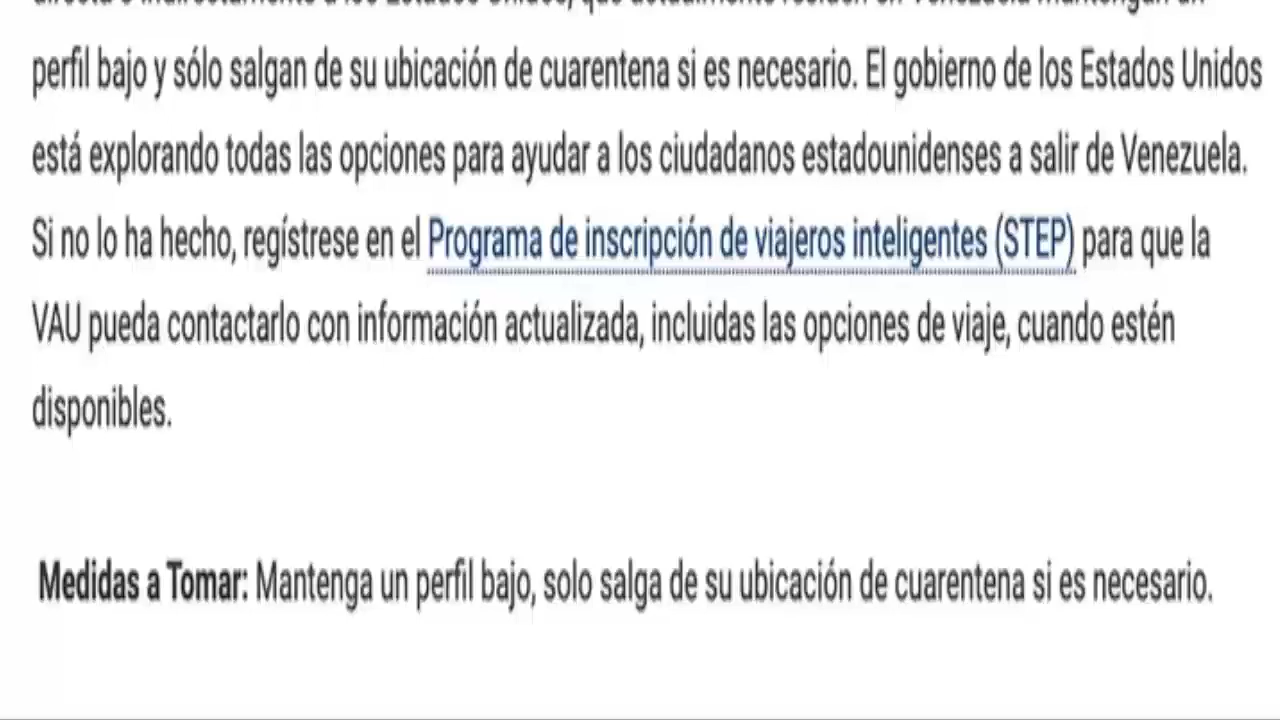 perfil bajo y sólo salgan de su ubicación de cuarentena si es necesario. El gobierno de los Estados Unidos
está explorando todas las opciones para ayudar a los ciudadanos estadounidenses a salir de Venezuela.
Si no lo ha hecho, regístrese en el Programa de inscripción de viajeros inteligentes (STEP) para que la
VAU pueda contactarlo con información actualizada, incluidas las opciones de viaje, cuando estén
disponibles.
Medidas a Tomar: Mantenga un perfil bajo, solo salga de su ubicación de cuarentena si es necesario.